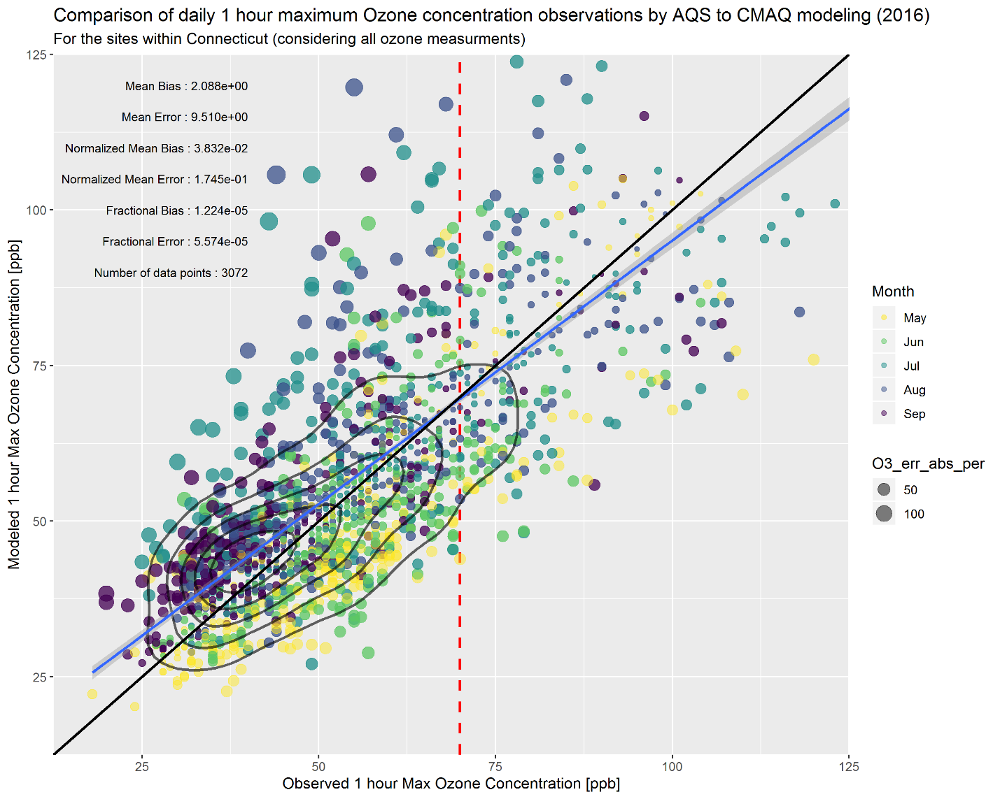 Comparison of daily 1 hour maximum Ozone concentration observations by AQS to CMAQ modeling (2016)
For the sites within Connecticut (considering all ozone measurments)
Modeled 1 hour Max Ozone Concentration [ppb]
125
100
75
50
25
Mean Bias : 2.088e+00
Mean Error : 9.510e+00
Normalized Mean Bias : 3.832e-02
Normalized Mean Error : 1.745e-01
Fractional Bias : 1.224e-05
Fractional Error : 5.574e-05
Number of data points : 3072
25
50
75
100
125
Observed 1 hour Max Ozone Concentration [ppb]
Month
May
Jun
Jul
Aug
Sep
O3_err_abs_per
50
100